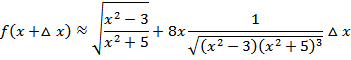 f(x+△ x) ≈ √((x²−3)/(x²+5)) + 8x 1/√((x²−3)(x²+5)³) △ x